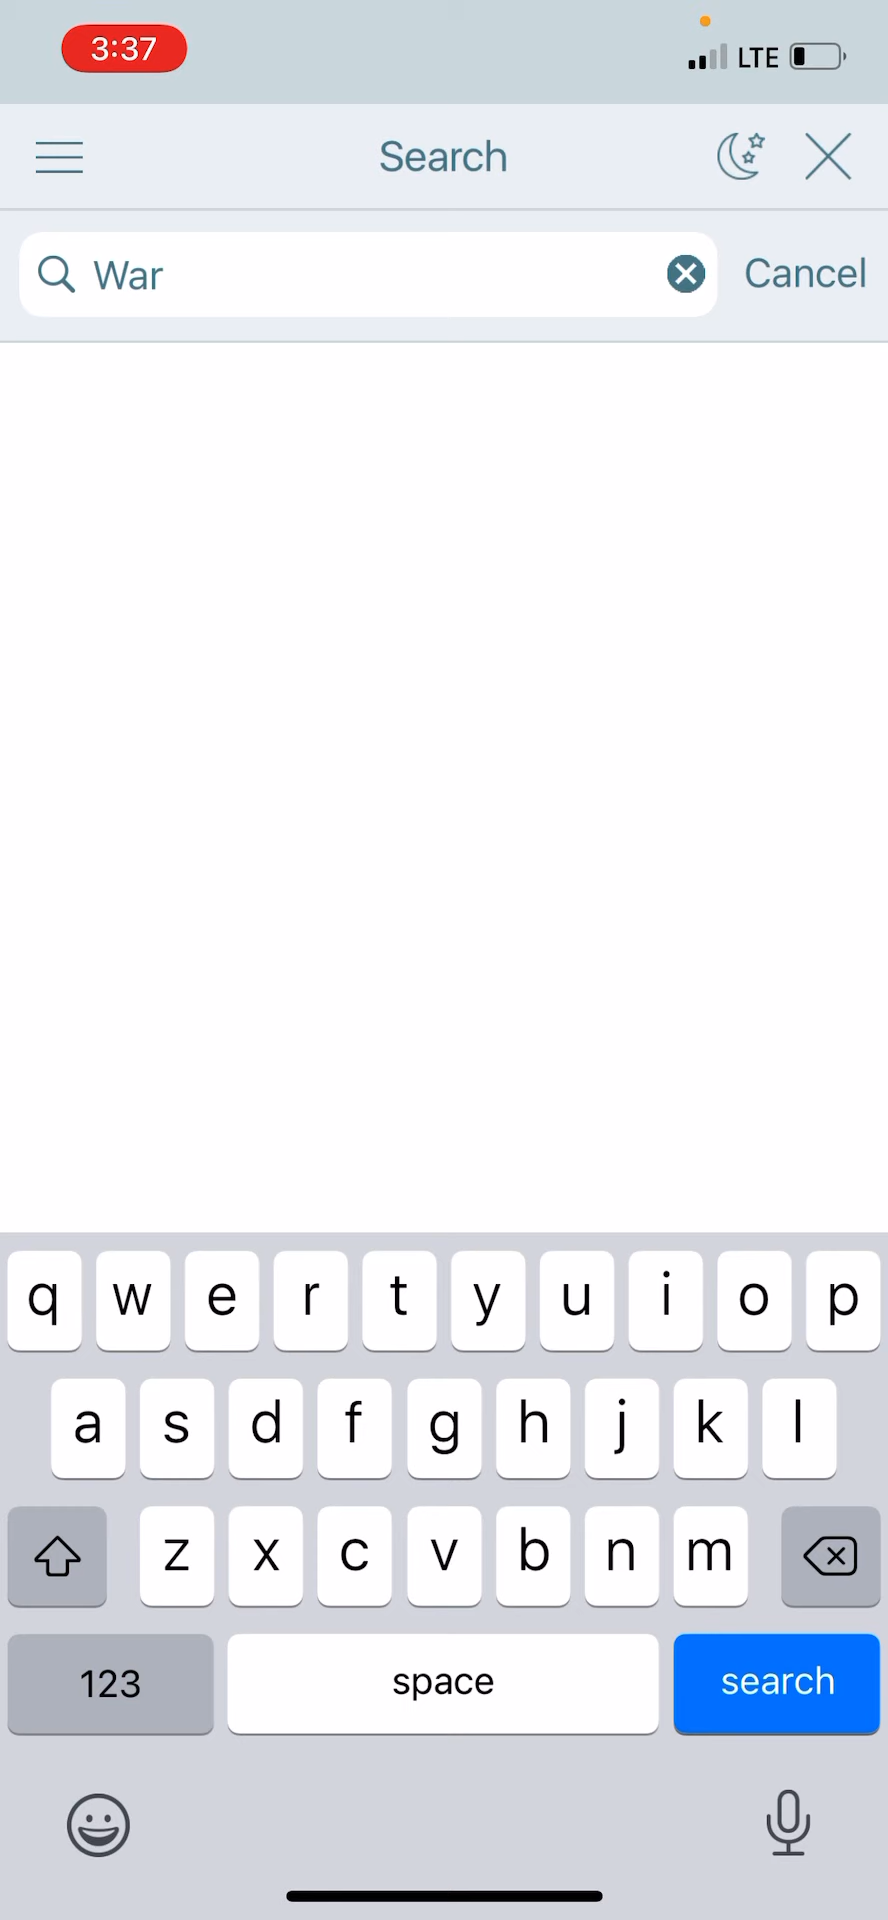 3:37 LTE
Search
War Cancel
q w e r t y u i o p
a s d f g h j k l
z x c v b n m
123 space search